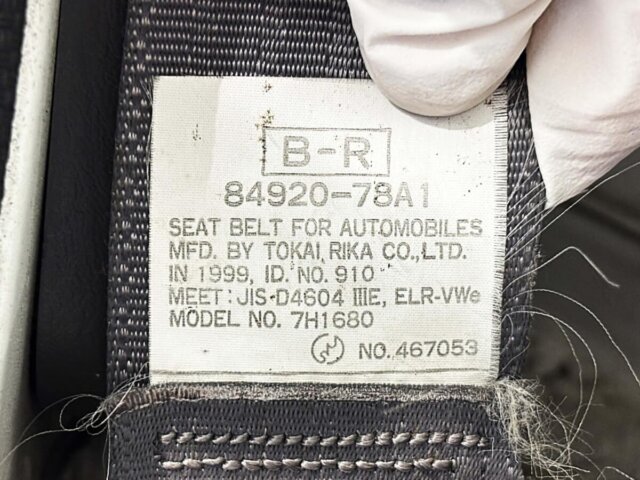 B-R
84920-78A1
SEAT BELT FOR AUTOMOBILES
MFD. BY TOKAI RIKA CO.,LTD.
IN 1999, ID. NO. 910
MEET: JIS-D4604 IIIE, ELR-VWe
MODEL NO. 7H1680
NO. 467053